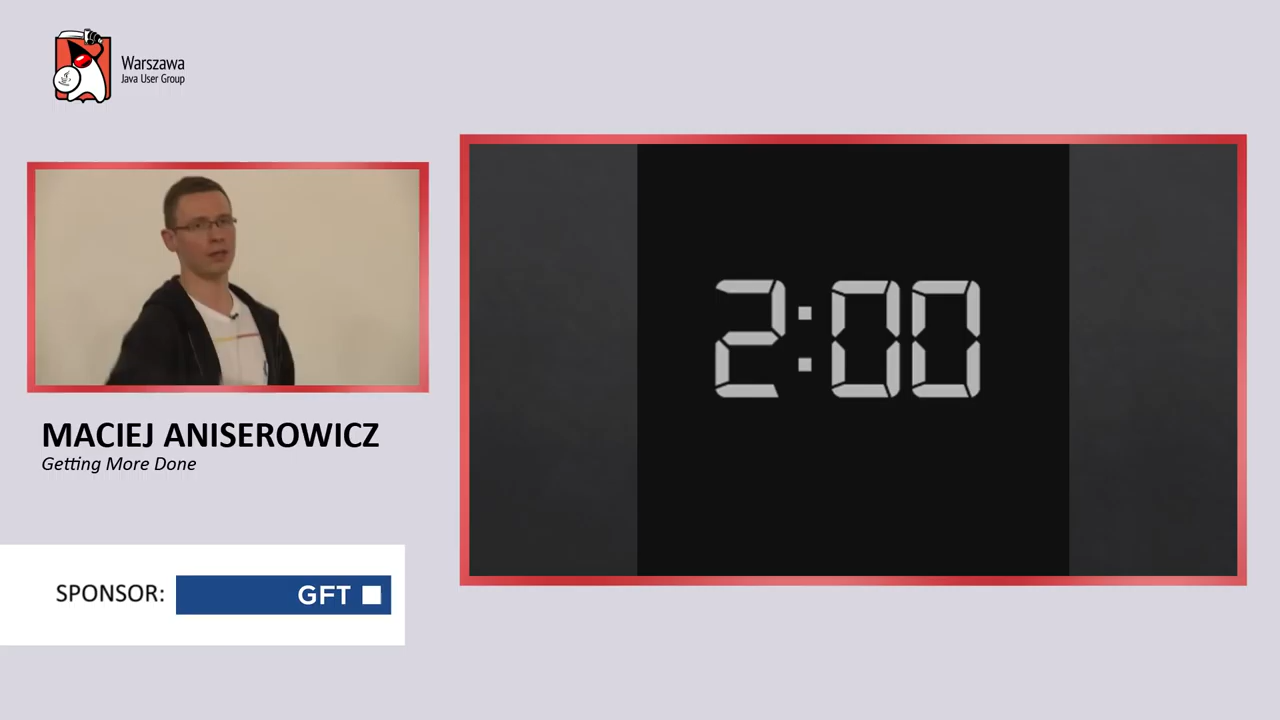 Warszawa
Java User Group
2:00
MACIEJ ANISEROWICZ
Getting More Done
SPONSOR:
GFT